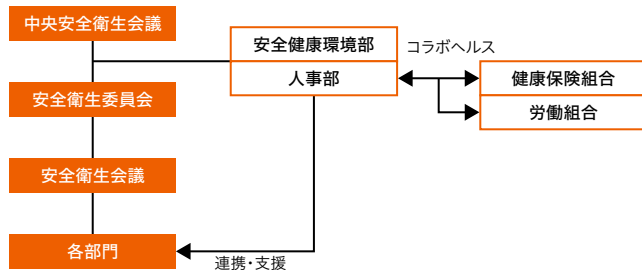 中央安全衛生会議
安全健康環境部
人事部
コラボヘルス
健康保険組合
労働組合
安全衛生委員会
安全衛生会議
各部門
連携・支援